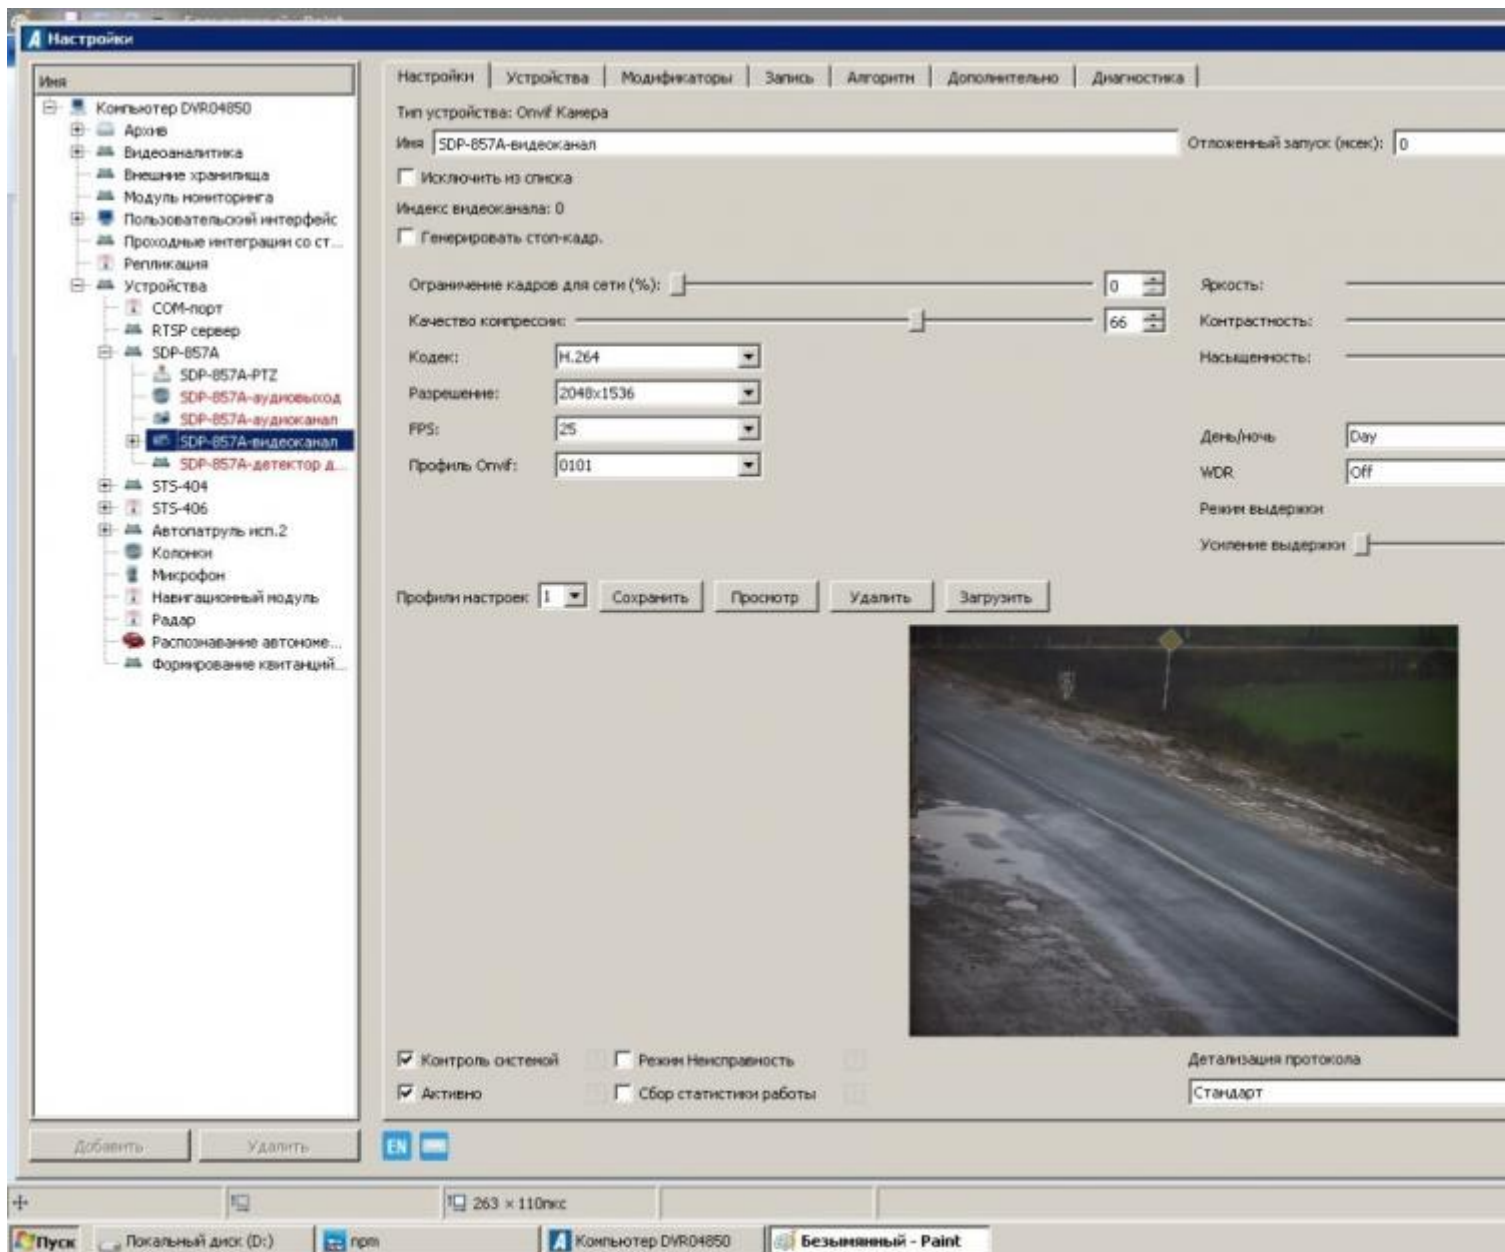 Настройки
Имя
Компьютер DVR04850
Архив
Видеоаналитика
Внешние хранилища
Модуль мониторинга
Пользовательский интерфейс
Проходные интеграции со ст...
Репликация
Устройства
COM-порт
RTSP сервер
SDP-857A
SDP-857A-PTZ
SDP-857A-аудиовыход
SDP-857A-аудиоканал
SDP-857A-видеоканал
SDP-857A-детектор д...
STS-404
STS-406
Автопатруль исп.2
Колонки
Микрофон
Навигационный модуль
Радар
Распознавание автономе...
Формирование квитанций...
Добавить Удалить
Настройки Устройства Модификаторы Запись Алгоритм Дополнительно Диагностика
Тип устройства: Onvif Камера
Имя SDP-857A-видеоканал Отложенный запуск (мсек): 0
Исключить из списка
Индекс видеоканала: 0
Генерировать стоп-кадр.
Ограничение кадров для сети (%): 0 Яркость:
Качество компрессии: 66 Контрастность:
Кодек: H.264 Насыщенность:
Разрешение: 2048x1536
FPS: 25 День/ночь Day
Профиль Onvif: 0101 WDR Off
Режим выдержки
Усиление выдержки
Профили настроек 1 Сохранить Просмотр Удалить Загрузить
Контроль системой Режим Неисправность Детализация протокола
Активно Сбор статистики работы Стандарт
EN
263 × 110пкс
Пуск Локальный диск (D:) npm Компьютер DVR04850 Безымянный - Paint